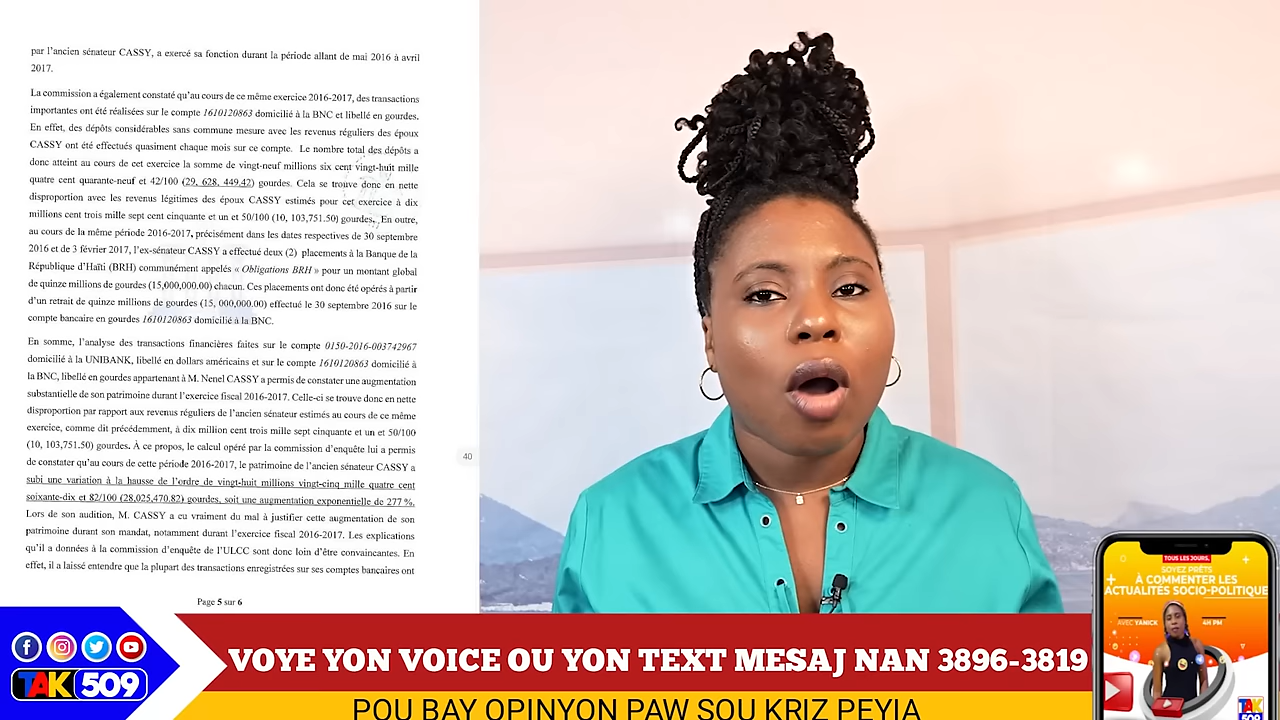 par l'ancien sénateur CASSY, a exercé sa fonction durant la période allant de mai 2016 à avril
2017.
La commission a également constaté qu'au cours de ce même exercice 2016-2017, des transactions
importantes ont été réalisées sur le compte 1610120863 domicilié à la BNC et libellé en gourdes.
En effet, des dépôts considérables sans commune mesure avec les revenus réguliers des époux
CASSY ont été effectués quasiment chaque mois sur ce compte. Le nombre total des dépôts a
donc atteint au cours de cet exercice la somme de vingt-neuf millions six cent vingt-huit mille
quatre cent quarante-neuf et 42/100 (29, 628, 449.42) gourdes. Cela se trouve donc en nette
disproportion avec les revenus légitimes des époux CASSY estimés pour cet exercice à dix
millions cent trois mille sept cent cinquante et un et 50/100 (10, 103,751.50) gourdes. En outre,
au cours de la même période 2016-2017, précisément dans les dates respectives de 30 septembre
2016 et de 3 février 2017, l'ex-sénateur CASSY a effectué deux (2) placements à la Banque de la
République d'Haïti (BRH) communément appelés « Obligations BRH » pour un montant global
de quinze millions de gourdes (15,000,000.00) chacun. Ces placements ont donc été opérés à partir
d'un retrait de quinze millions de gourdes (15, 000,000.00) effectué le 30 septembre 2016 sur le
compte bancaire en gourdes 1610120863 domicilié à la BNC.
En somme, l'analyse des transactions financières faites sur le compte 0150-2016-003742967
domicilié à la UNIBANK, libellé en dollars américains et sur le compte 1610120863 domicilié à
la BNC, libellé en gourdes appartenant à M. Nenel CASSY a permis de constater une augmentation
substantielle de son patrimoine durant l'exercice fiscal 2016-2017. Celle-ci se trouve donc en nette
disproportion par rapport aux revenus réguliers de l'ancien sénateur estimés au cours de ce même
exercice, comme dit précédemment, à dix million cent trois mille sept cinquante et un et 50/100
(10, 103,751.50) gourdes. À ce propos, le calcul opéré par la commission d'enquête lui a permis
de constater qu'au cours de cette période 2016-2017, le patrimoine de l'ancien sénateur CASSY a
subi une variation à la hausse de l'ordre de vingt-huit millions vingt-cinq mille quatre cent
soixante-dix et 82/100 (28,025,470.82) gourdes, soit une augmentation exponentielle de 277 %.
Lors de son audition, M. CASSY a eu vraiment du mal à justifier cette augmentation de son
patrimoine durant son mandat, notamment durant l'exercice fiscal 2016-2017. Les explications
qu'il a données à la commission d'enquête de l'ULCC sont donc loin d'être convaincantes. En
effet, il a laissé entendre que la plupart des transactions enregistrées sur ses comptes bancaires ont
Page 5 sur 6
40
TAK 509
VOYE YON VOICE OU YON TEXT MESAJ NAN 3896-3819
POU BAY OPINYON PAW SOU KRIZ PEYIA
TOUS LES JOURS,
SOYEZ PRÊTS
À COMMENTER LES
ACTUALITÉS SOCIO-POLITIQUE
AVEC YANICK
4H PM
TAK
509